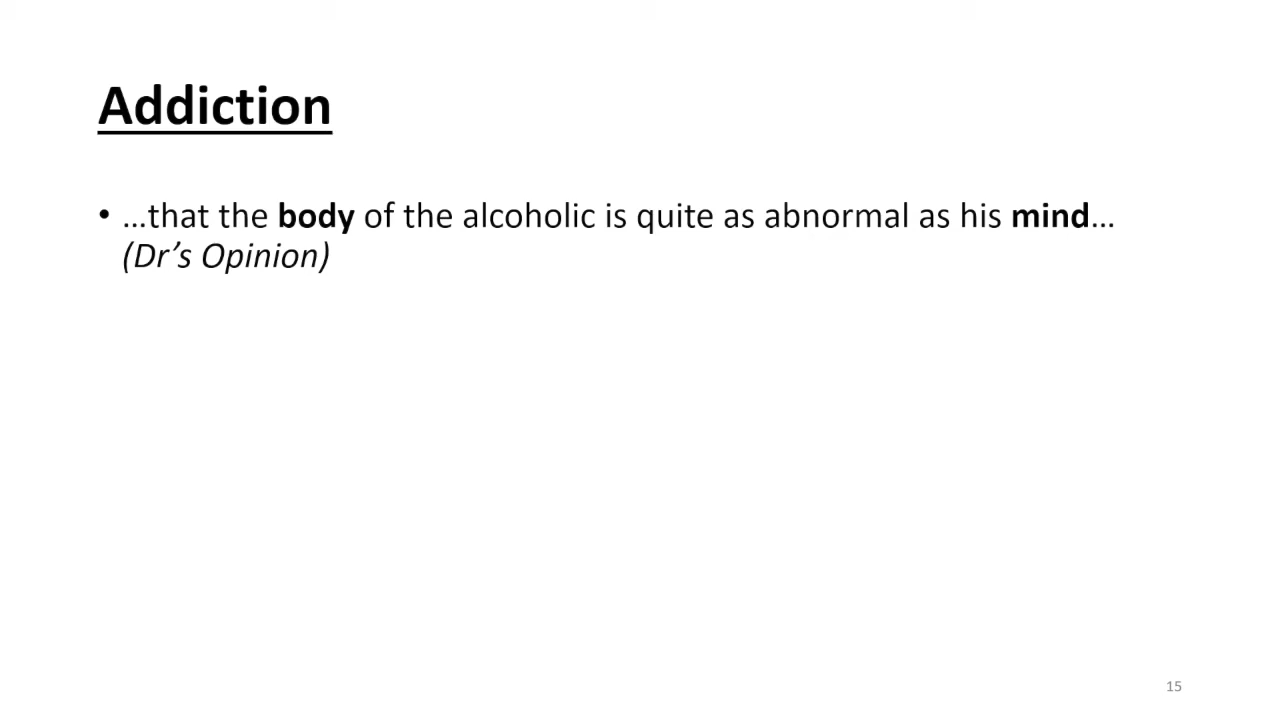 Addiction
• …that the body of the alcoholic is quite as abnormal as his mind…
(Dr’s Opinion)
15